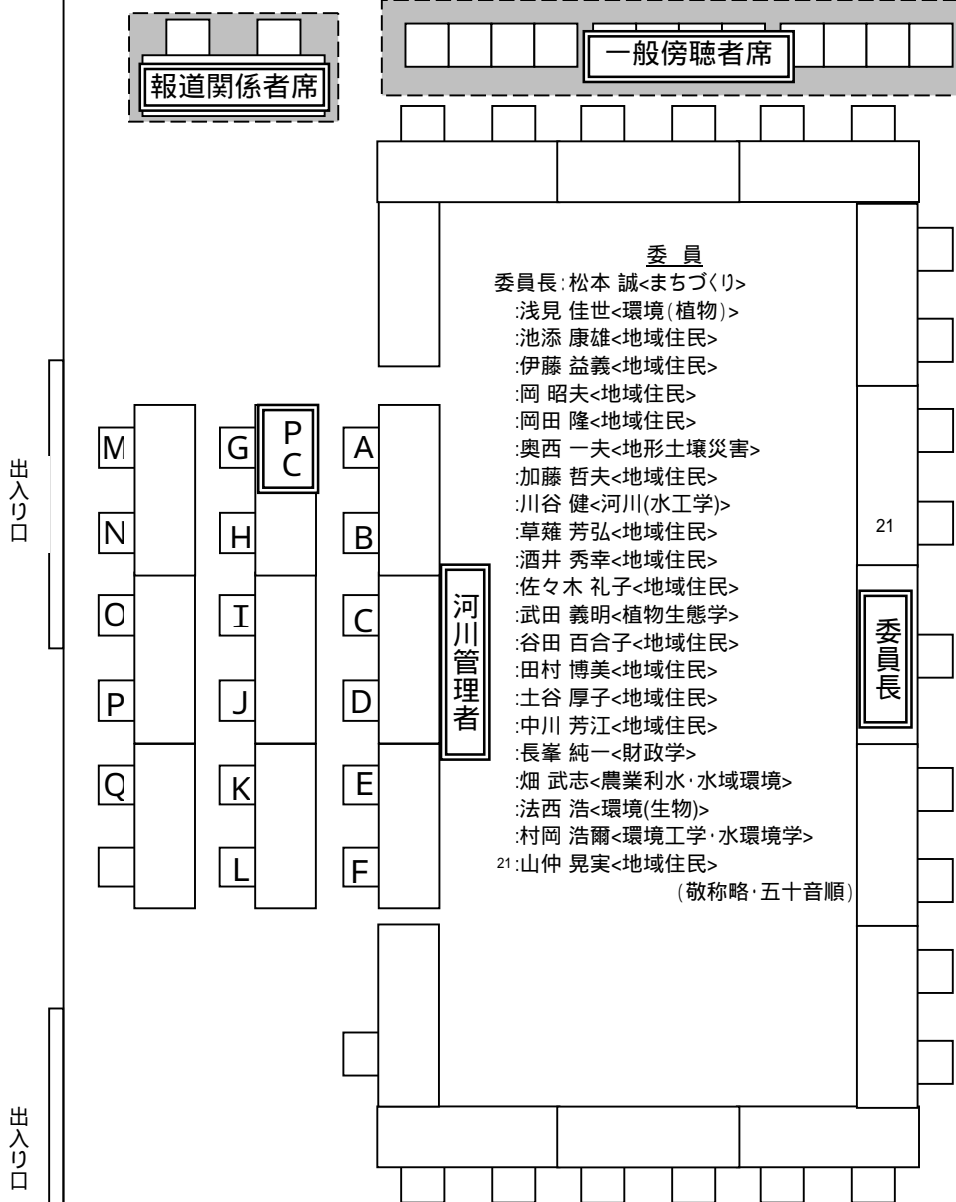 報道関係者席
一般傍聴者席
委 員
委員長:松本 誠<まちづくり>
:浅見 佳世<環境(植物)>
:池添 康雄<地域住民>
:伊藤 益義<地域住民>
:岡 昭夫<地域住民>
:岡田 隆<地域住民>
:奥西 一夫<地形土壌災害>
:加藤 哲夫<地域住民>
:川谷 健<河川(水工学)>
:草薙 芳弘<地域住民>
:酒井 秀幸<地域住民>
:佐々木 礼子<地域住民>
:武田 義明<植物生態学>
:谷田 百合子<地域住民>
:田村 博美<地域住民>
:土谷 厚子<地域住民>
:中川 芳江<地域住民>
:長峯 純一<財政学>
:畑 武志<農業利水・水域環境>
:法西 浩<環境(生物)>
:村岡 浩爾<環境工学・水環境学>
21:山仲 晃実<地域住民>
(敬称略・五十音順)
出入り口
M
N
O
P
Q
G
H
I
J
K
L
PC
A
B
C
D
E
F
河川管理者
21
委員長
出入り口